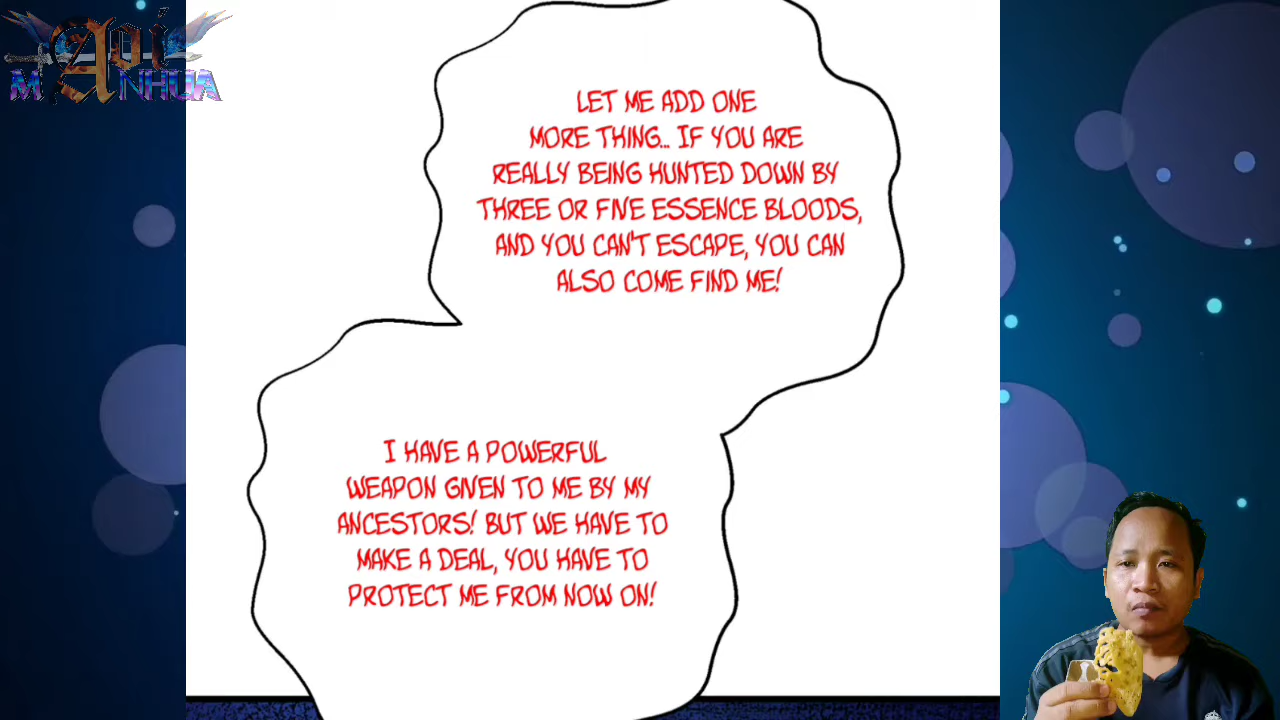 Aoi
MANHUA
LET ME ADD ONE
MORE THING... IF YOU ARE
REALLY BEING HUNTED DOWN BY
THREE OR FIVE ESSENCE BLOODS,
AND YOU CAN'T ESCAPE, YOU CAN
ALSO COME FIND ME!
I HAVE A POWERFUL
WEAPON GIVEN TO ME BY MY
ANCESTORS! BUT WE HAVE TO
MAKE A DEAL, YOU HAVE TO
PROTECT ME FROM NOW ON!